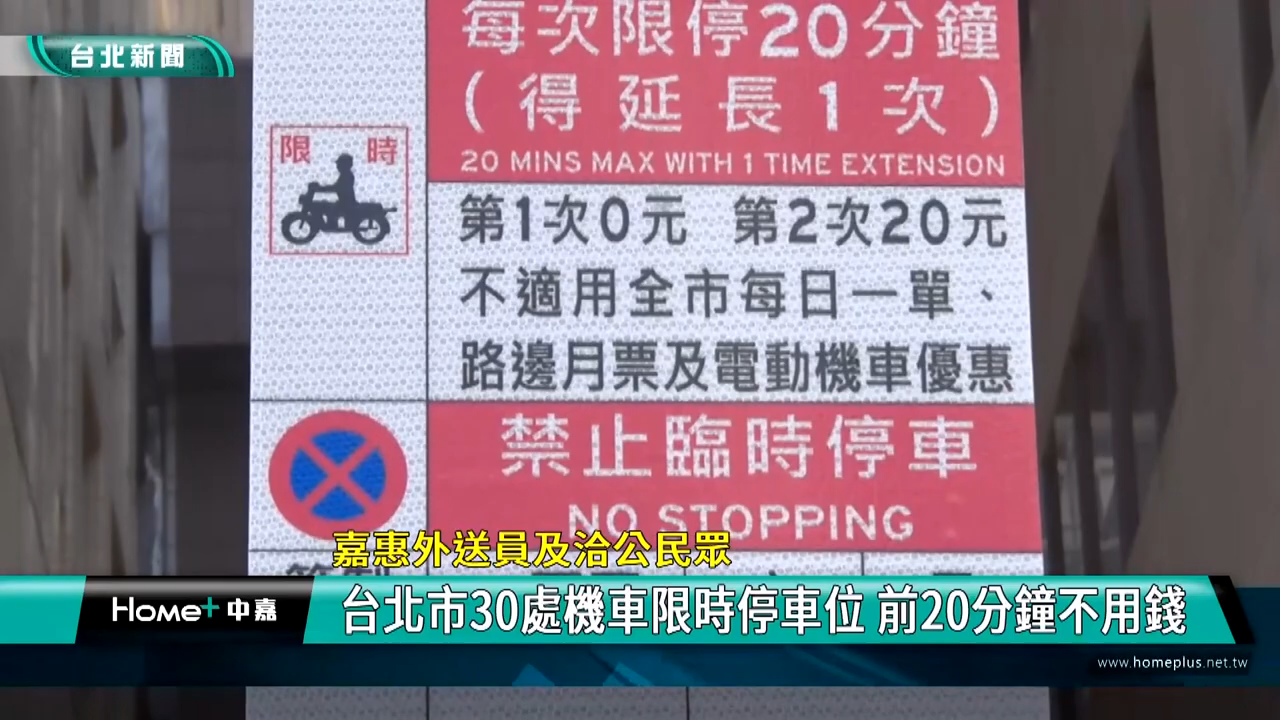 台北新聞
每次限停20分鐘
(得延長1次)
20 MINS MAX WITH 1 TIME EXTENSION
限 時
第1次0元 第2次20元
不適用全市每日一單、
路邊月票及電動機車優惠
禁止臨時停車
NO STOPPING
嘉惠外送員及洽公民眾
Home+ 中嘉
台北市30處機車限時停車位 前20分鐘不用錢
www.homeplus.net.tw